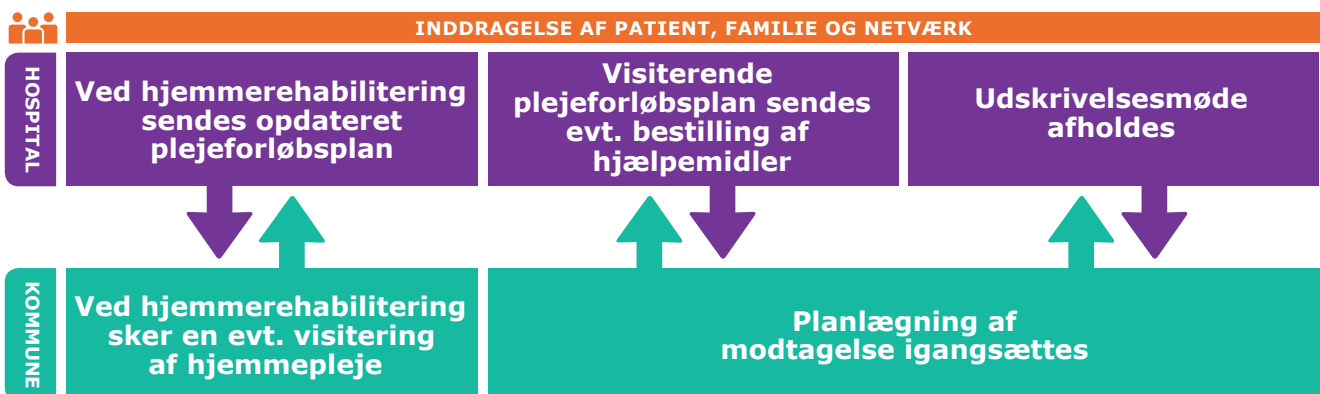 INDDRAGELSE AF PATIENT, FAMILIE OG NETVÆRK
HOSPITAL
Ved hjemmerehabilitering
sendes opdateret
plejeforløbsplan
Visiterende
plejeforløbsplan sendes
evt. bestilling af
hjælpemidler
Udskrivelsesmøde
afholdes
KOMMUNE
Ved hjemmerehabilitering
sker en evt. visitering
af hjemmepleje
Planlægning af
modtagelse igangsættes